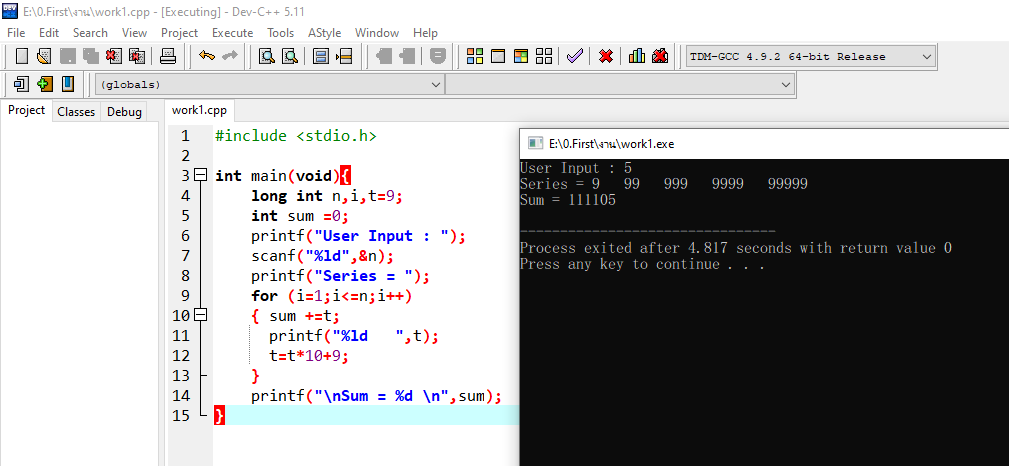 E:\0.First\งาน\work1.cpp - [Executing] - Dev-C++ 5.11
File Edit Search View Project Execute Tools AStyle Window Help
TDM-GCC 4.9.2 64-bit Release
(globals)
Project Classes Debug
work1.cpp
1 #include <stdio.h>
2
3 int main(void){
4 long int n,i,t=9;
5 int sum =0;
6 printf("User Input : ");
7 scanf("%ld",&n);
8 printf("Series = ");
9 for (i=1;i<=n;i++)
10 { sum +=t;
11 printf("%ld   ",t);
12 t=t*10+9;
13 }
14 printf("\nSum = %d \n",sum);
15 }
E:\0.First\งาน\work1.exe
User Input : 5
Series = 9   99   999   9999   99999
Sum = 111105
--------------------------------
Process exited after 4.817 seconds with return value 0
Press any key to continue . . .